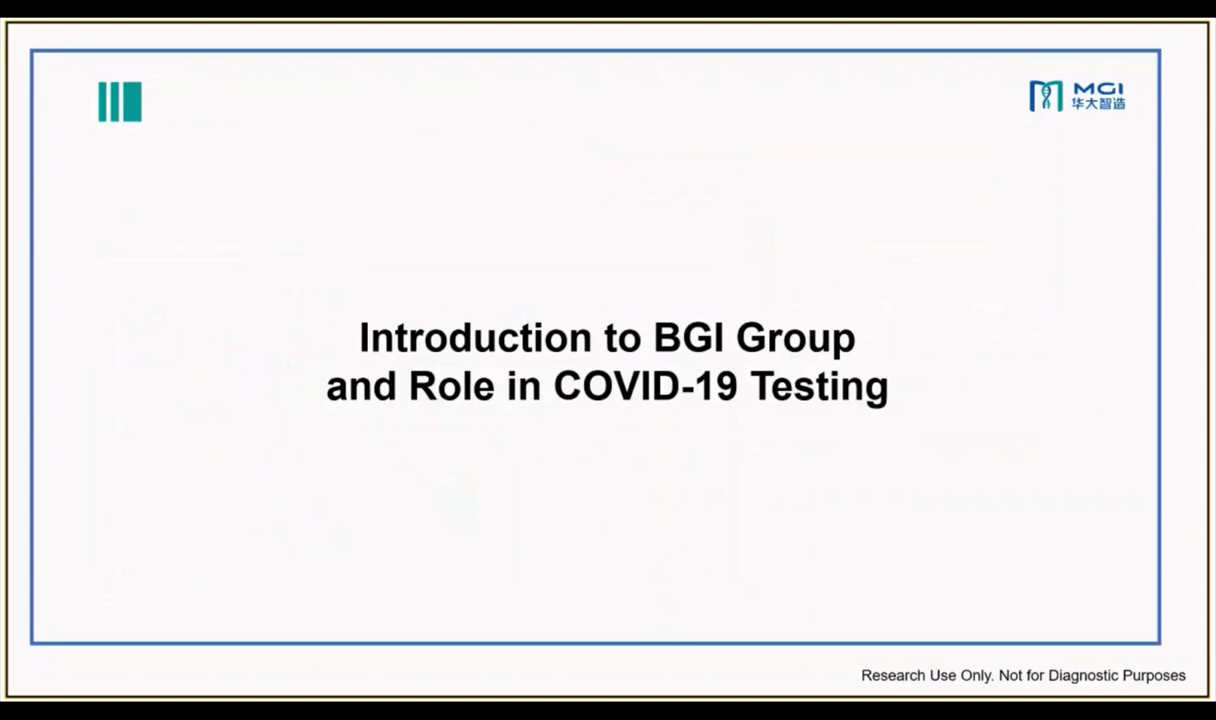 MGI
华大智造
Introduction to BGI Group
and Role in COVID-19 Testing
Research Use Only. Not for Diagnostic Purposes